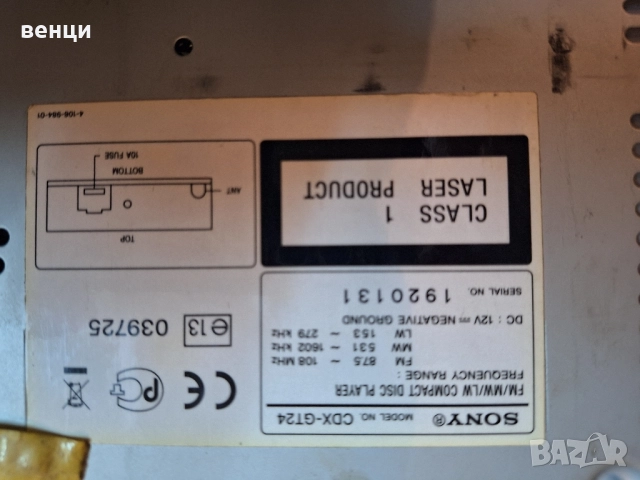 венци
SONY® MODEL NO. CDX-GT24
FM/MW/LW COMPACT DISC PLAYER
FREQUENCY RANGE :
FM 87.5 ~ 108 MHz
MW 531 ~ 1602 kHz
LW 153 ~ 279 kHz
DC : 12V ⎓ NEGATIVE GROUND
SERIAL NO. 1920131
CLASS 1
LASER PRODUCT
CE
PC
e13 039725
TOP
ANT
BOTTOM
10A FUSE
4-106-984-01
bazar